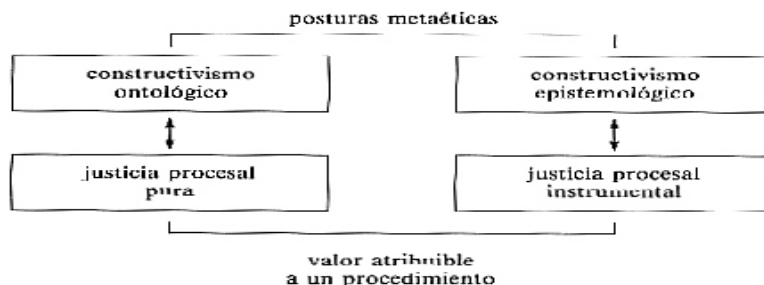 posturas metaéticas
constructivismo
ontológico
constructivismo
epistemológico
justicia procesal
pura
justicia procesal
instrumental
valor atribuible
a un procedimiento